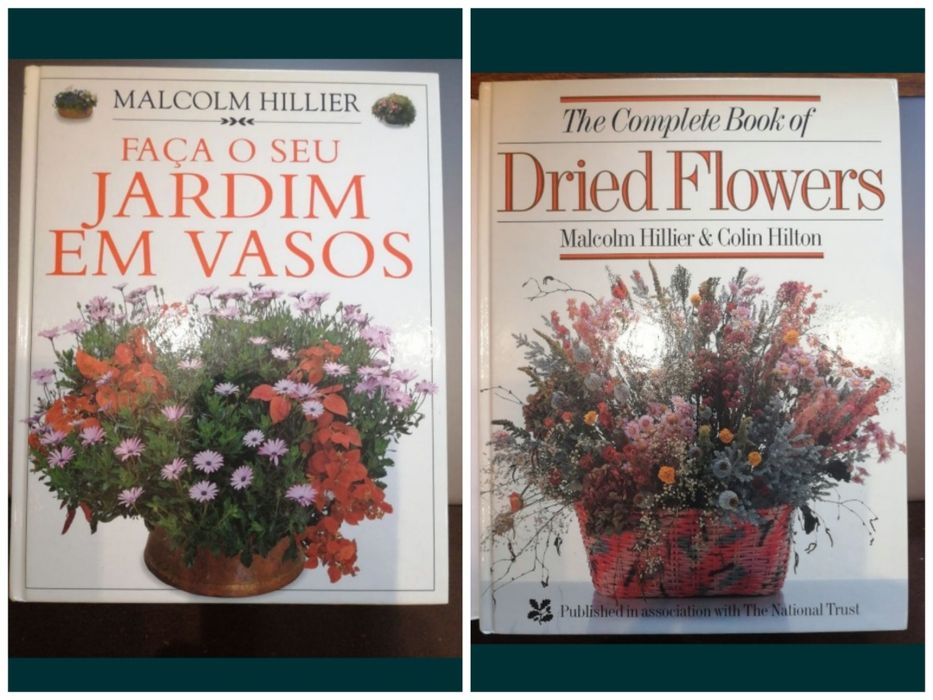 MALCOLM HILLIER
FAÇA O SEU
JARDIM
EM VASOS
The Complete Book of
Dried Flowers
Malcolm Hillier & Colin Hilton
Published in association with The National Trust